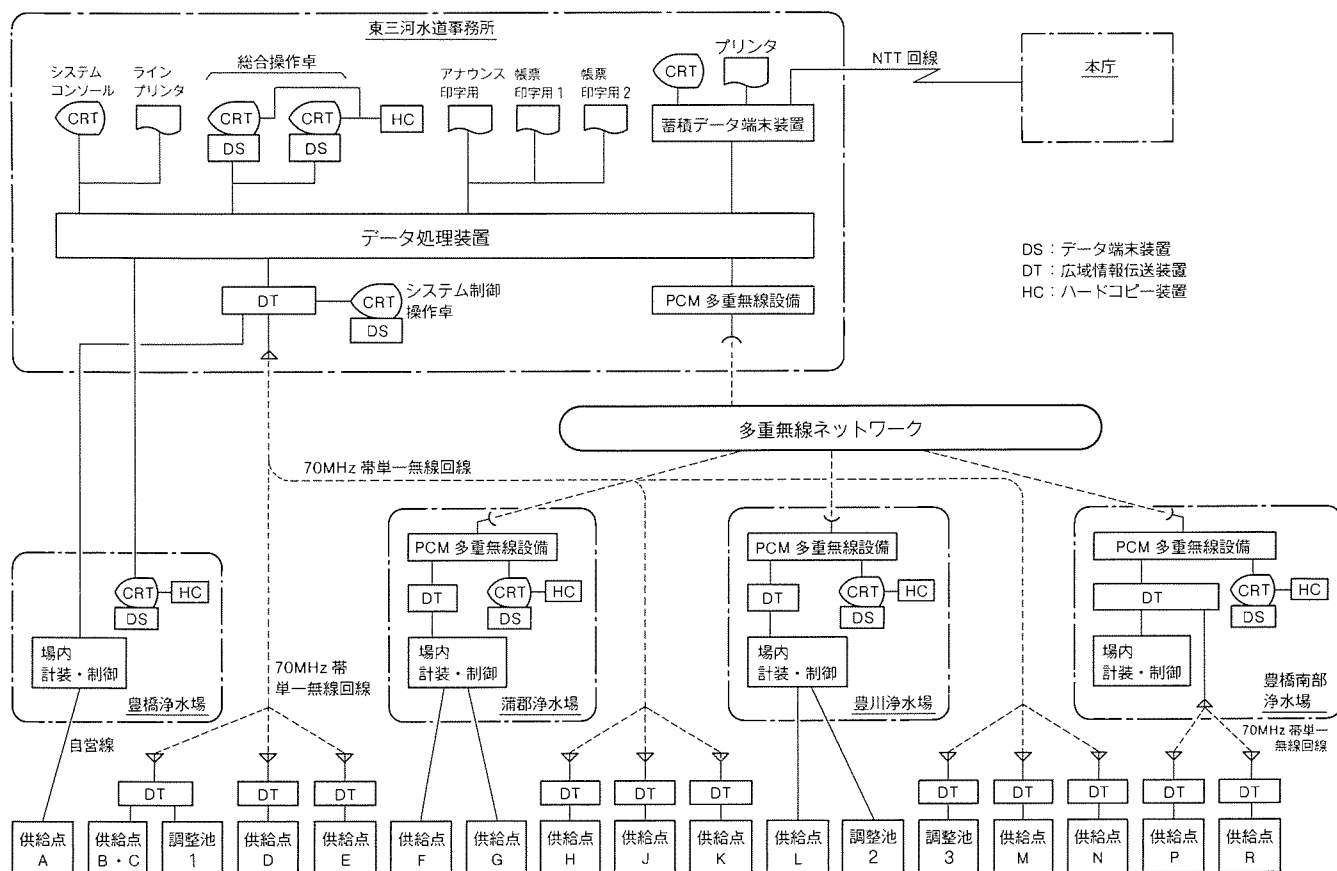 東三河水道事務所
システム
コンソール
ライン
プリンタ
総合操作卓
アナウンス
印字用
帳票
印字用1
帳票
印字用2
プリンタ
CRT
CRT
CRT
HC
DS
DS
CRT
蓄積データ端末装置
NTT 回線
本庁
データ処理装置
DS:データ端末装置
DT:広域情報伝送装置
HC:ハードコピー装置
DT
CRT
DS
システム制御
操作卓
PCM 多重無線設備
多重無線ネットワーク
70MHz 帯単一無線回線
CRT
HC
DS
場内
計装・制御
豊橋浄水場
自営線
70MHz 帯
単一無線回線
PCM 多重無線設備
DT
CRT
HC
DS
場内
計装・制御
蒲郡浄水場
PCM 多重無線設備
DT
CRT
HC
DS
場内
計装・制御
豊川浄水場
PCM 多重無線設備
DT
CRT
HC
DS
場内
計装・制御
豊橋南部
浄水場
70MHz 帯単一
無線回線
DT
DT
DT
DT
DT
DT
DT
DT
DT
DT
DT
供給点
A
供給点
B・C
調整池
1
供給点
D
供給点
E
供給点
F
供給点
G
供給点
H
供給点
J
供給点
K
供給点
L
調整池
2
調整池
3
供給点
M
供給点
N
供給点
P
供給点
R